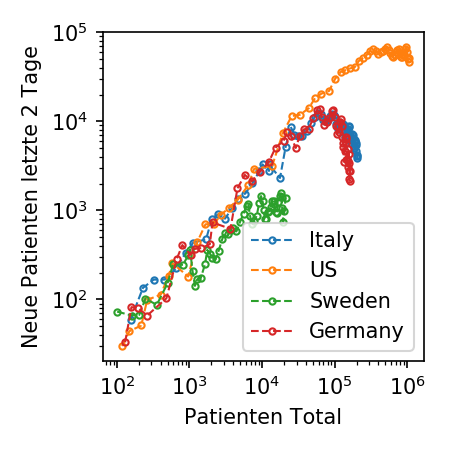 Neue Patienten letzte 2 Tage
10^5
10^4
10^3
10^2
Italy
US
Sweden
Germany
10^2 10^3 10^4 10^5 10^6
Patienten Total